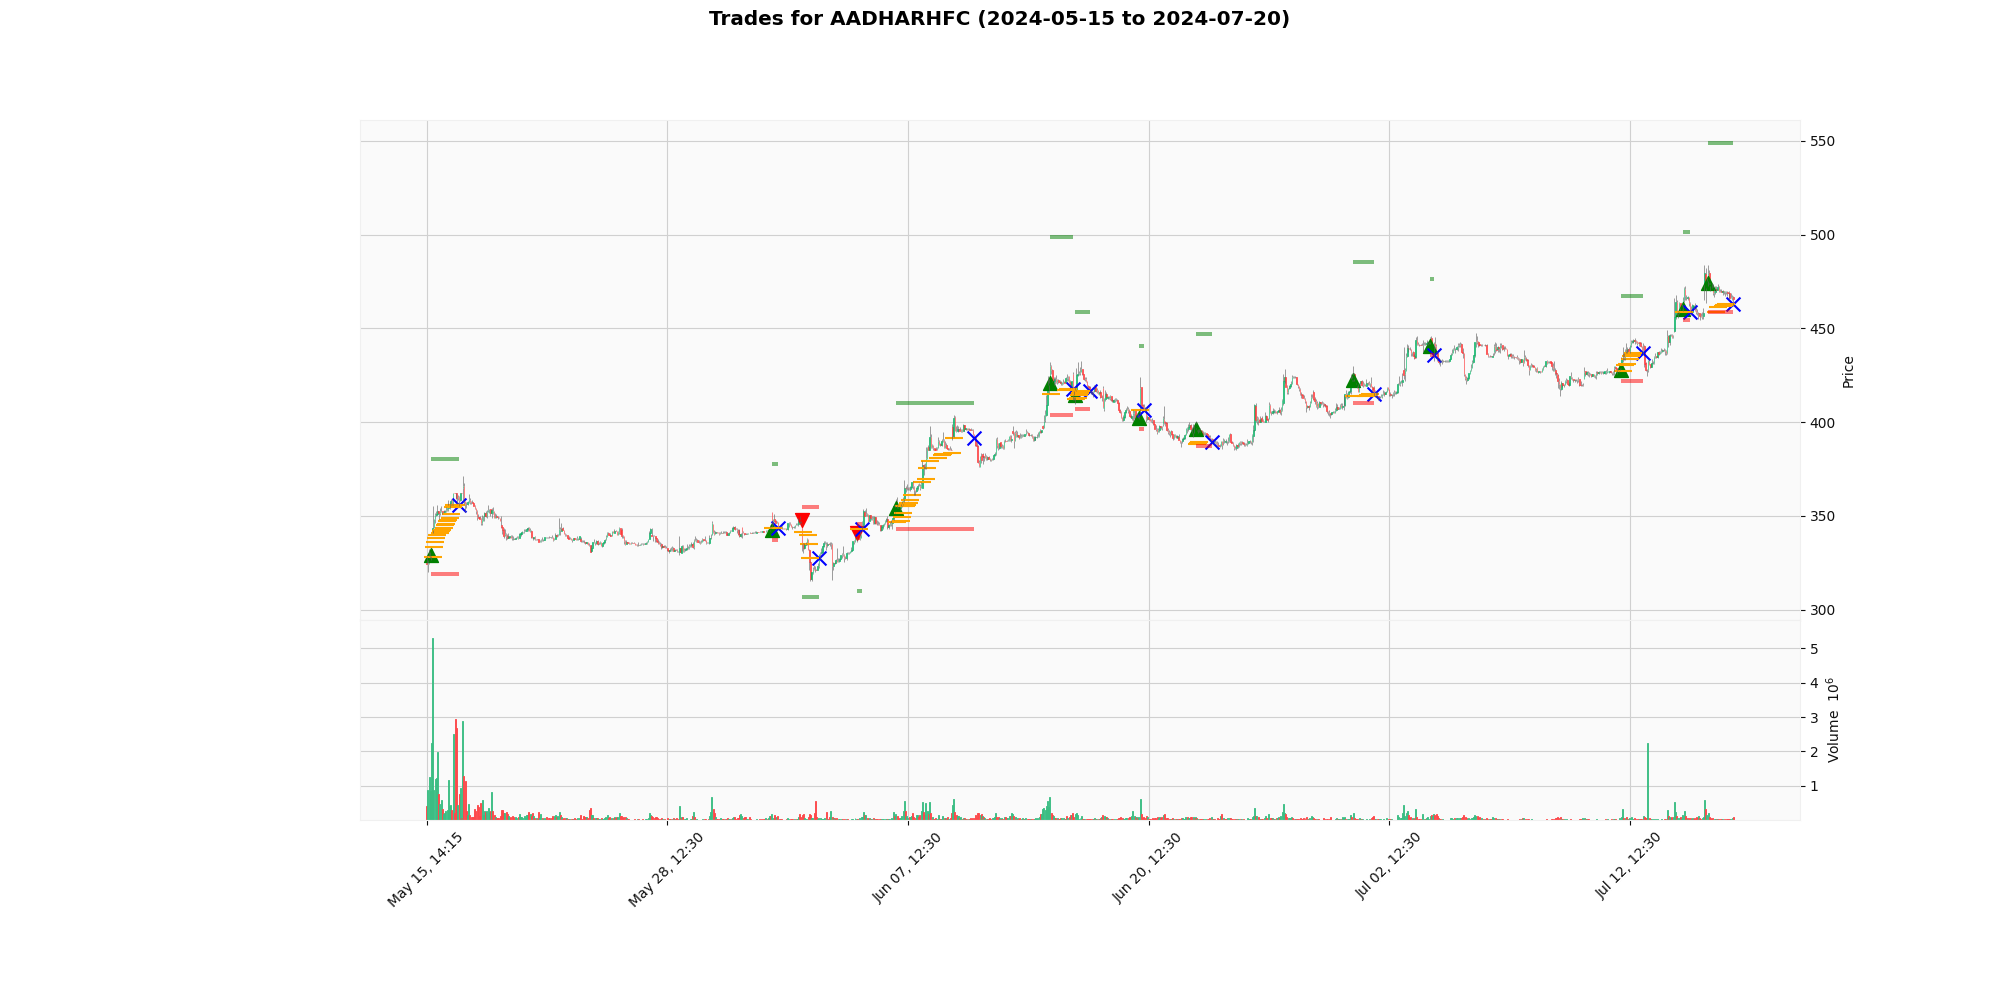 Trades for AADHARHFC (2024-05-15 to 2024-07-20)
550
500
450
400
350
300
Price
5
4
3
2
1
Volume 10^6
May 15, 14:15
May 28, 12:30
Jun 07, 12:30
Jun 20, 12:30
Jul 02, 12:30
Jul 12, 12:30